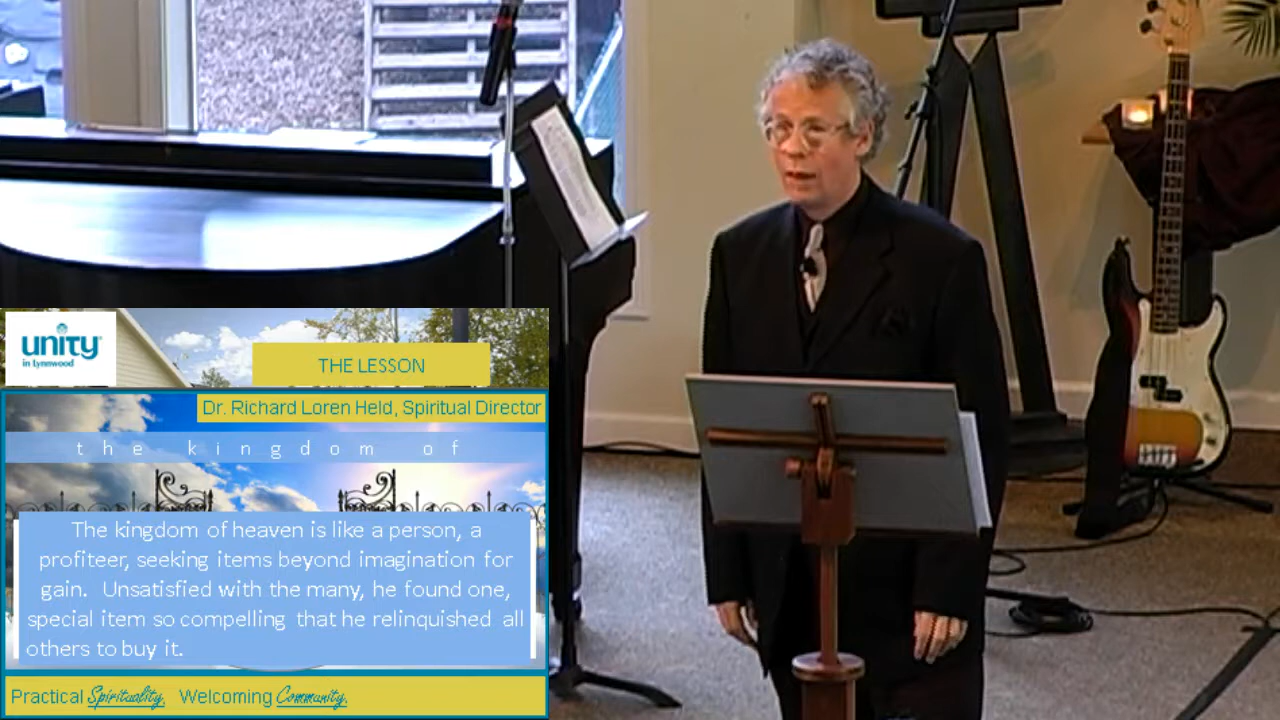 unity
in Lynnwood
THE LESSON
Dr. Richard Loren Held, Spiritual Director
the kingdom of
The kingdom of heaven is like a person, a
profiteer, seeking items beyond imagination for
gain. Unsatisfied with the many, he found one,
special item so compelling that he relinquished all
others to buy it.
Practical Spirituality. Welcoming Community.